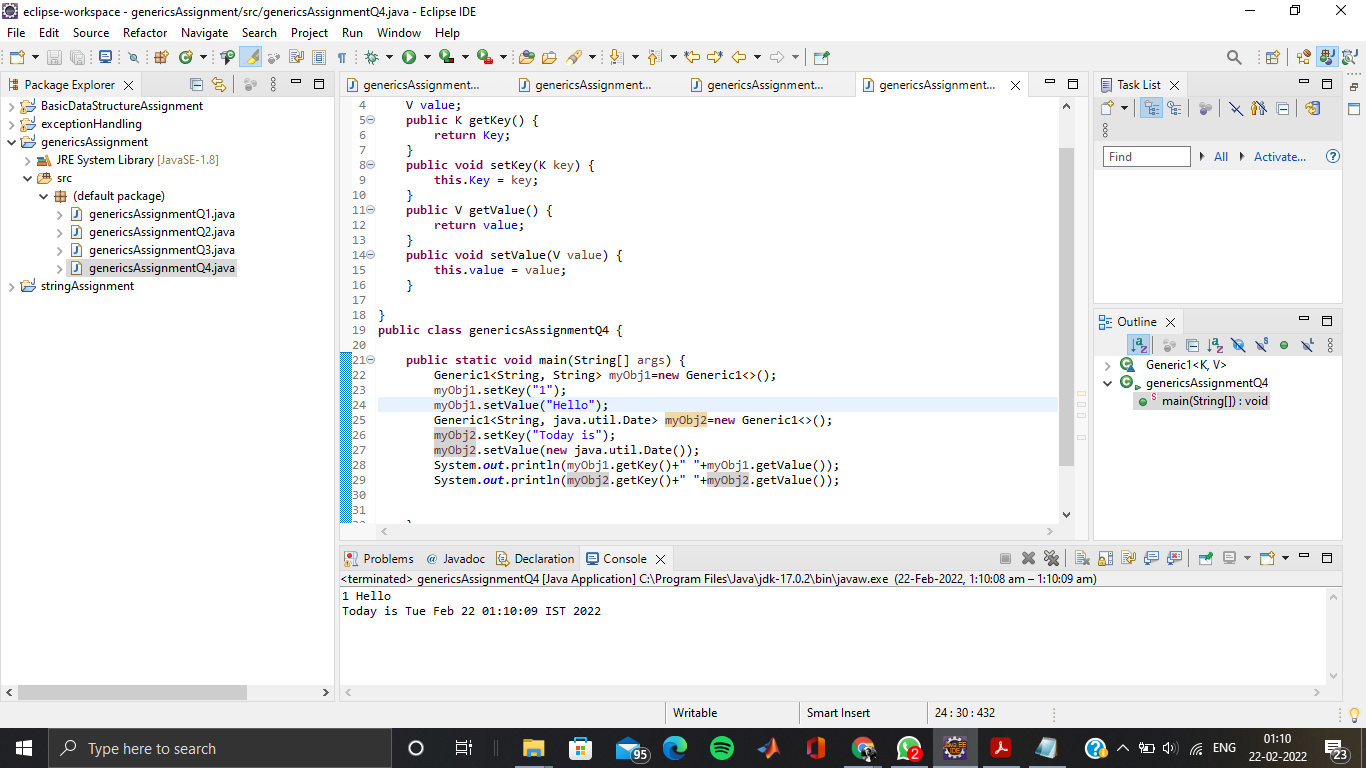 eclipse-workspace - genericsAssignment/src/genericsAssignmentQ4.java - Eclipse IDE
File Edit Source Refactor Navigate Search Project Run Window Help
Package Explorer
BasicDataStructureAssignment
exceptionHandling
genericsAssignment
JRE System Library [JavaSE-1.8]
src
(default package)
genericsAssignmentQ1.java
genericsAssignmentQ2.java
genericsAssignmentQ3.java
genericsAssignmentQ4.java
stringAssignment
genericsAssignment... genericsAssignment... genericsAssignment... genericsAssignment...
4 V value;
5 public K getKey() {
6 return Key;
7 }
8 public void setKey(K key) {
9 this.Key = key;
10 }
11 public V getValue() {
12 return value;
13 }
14 public void setValue(V value) {
15 this.value = value;
16 }
17
18 }
19 public class genericsAssignmentQ4 {
20
21 public static void main(String[] args) {
22 Generic1<String, String> myObj1=new Generic1<>();
23 myObj1.setKey("1");
24 myObj1.setValue("Hello");
25 Generic1<String, java.util.Date> myObj2=new Generic1<>();
26 myObj2.setKey("Today is");
27 myObj2.setValue(new java.util.Date());
28 System.out.println(myObj1.getKey()+" "+myObj1.getValue());
29 System.out.println(myObj2.getKey()+" "+myObj2.getValue());
30
31
Task List
Find All Activate...
Outline
Generic1<K, V>
genericsAssignmentQ4
main(String[]) : void
Problems @ Javadoc Declaration Console
<terminated> genericsAssignmentQ4 [Java Application] C:\Program Files\Java\jdk-17.0.2\bin\javaw.exe (22-Feb-2022, 1:10:08 am – 1:10:09 am)
1 Hello
Today is Tue Feb 22 01:10:09 IST 2022
Writable Smart Insert 24 : 30 : 432
Type here to search
95
2
ENG
01:10
22-02-2022
23